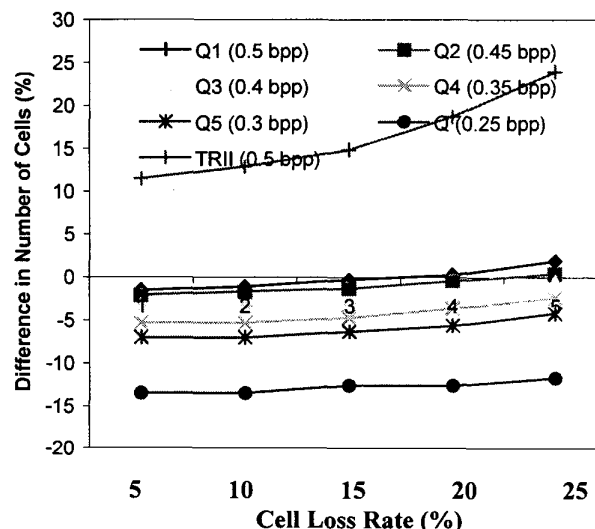 Difference in Number of Cells (%)
30
25
20
15
10
5
0
-5
-10
-15
-20
Q1 (0.5 bpp)
Q2 (0.45 bpp)
Q3 (0.4 bpp)
Q4 (0.35 bpp)
Q5 (0.3 bpp)
Q (0.25 bpp)
TRII (0.5 bpp)
1 2 3 4 5
5 10 15 20 25
Cell Loss Rate (%)